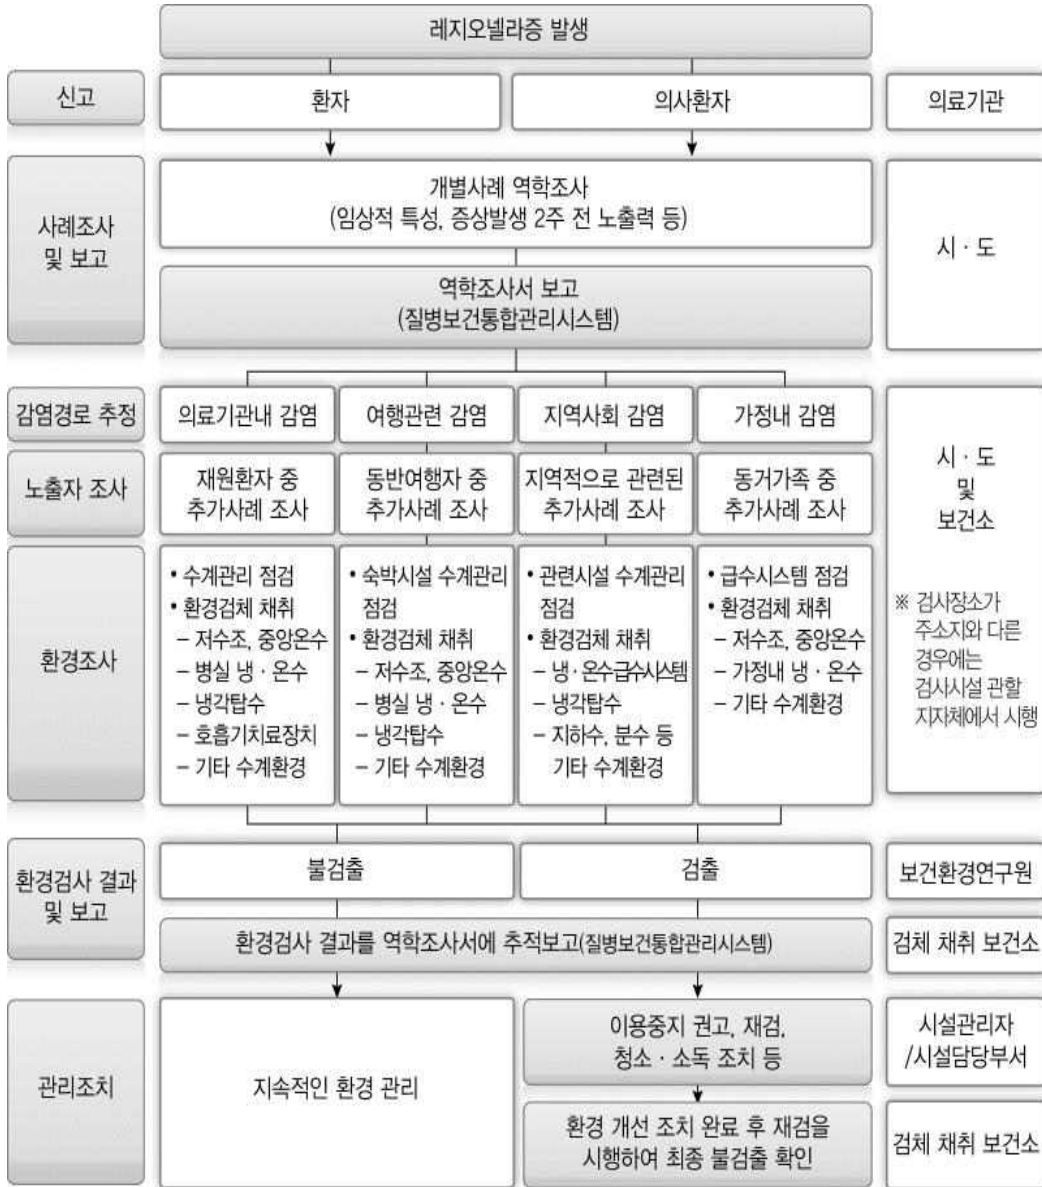 레지오넬라증 발생
신고
환자
의사환자
의료기관
사례조사
및 보고
개별사례 역학조사
(임상적 특성, 증상발생 2주 전 노출력 등)
역학조사서 보고
(질병보건통합관리시스템)
시 · 도
감염경로 추정
의료기관내 감염
여행관련 감염
지역사회 감염
가정내 감염
노출자 조사
재원환자 중
추가사례 조사
동반여행자 중
추가사례 조사
지역적으로 관련된
추가사례 조사
동거가족 중
추가사례 조사
환경조사
• 수계관리 점검
• 환경검체 채취
– 저수조, 중앙온수
– 병실 냉 · 온수
– 냉각탑수
– 호흡기치료장치
– 기타 수계환경
• 숙박시설 수계관리
점검
• 환경검체 채취
– 저수조, 중앙온수
– 병실 냉 · 온수
– 냉각탑수
– 기타 수계환경
• 관련시설 수계관리
점검
• 환경검체 채취
– 냉·온수급수시스템
– 냉각탑수
– 지하수, 분수 등
기타 수계환경
• 급수시스템 점검
• 환경검체 채취
– 저수조, 중앙온수
– 가정내 냉 · 온수
– 기타 수계환경
시 · 도
및
보건소
※ 검사장소가
주소지와 다른
경우에는
검사시설 관할
지자체에서 시행
환경검사 결과
및 보고
불검출
검출
보건환경연구원
환경검사 결과를 역학조사서에 추적보고(질병보건통합관리시스템)
검체 채취 보건소
관리조치
지속적인 환경 관리
이용중지 권고, 재검,
청소 · 소독 조치 등
시설관리자
/시설담당부서
환경 개선 조치 완료 후 재검을
시행하여 최종 불검출 확인
검체 채취 보건소